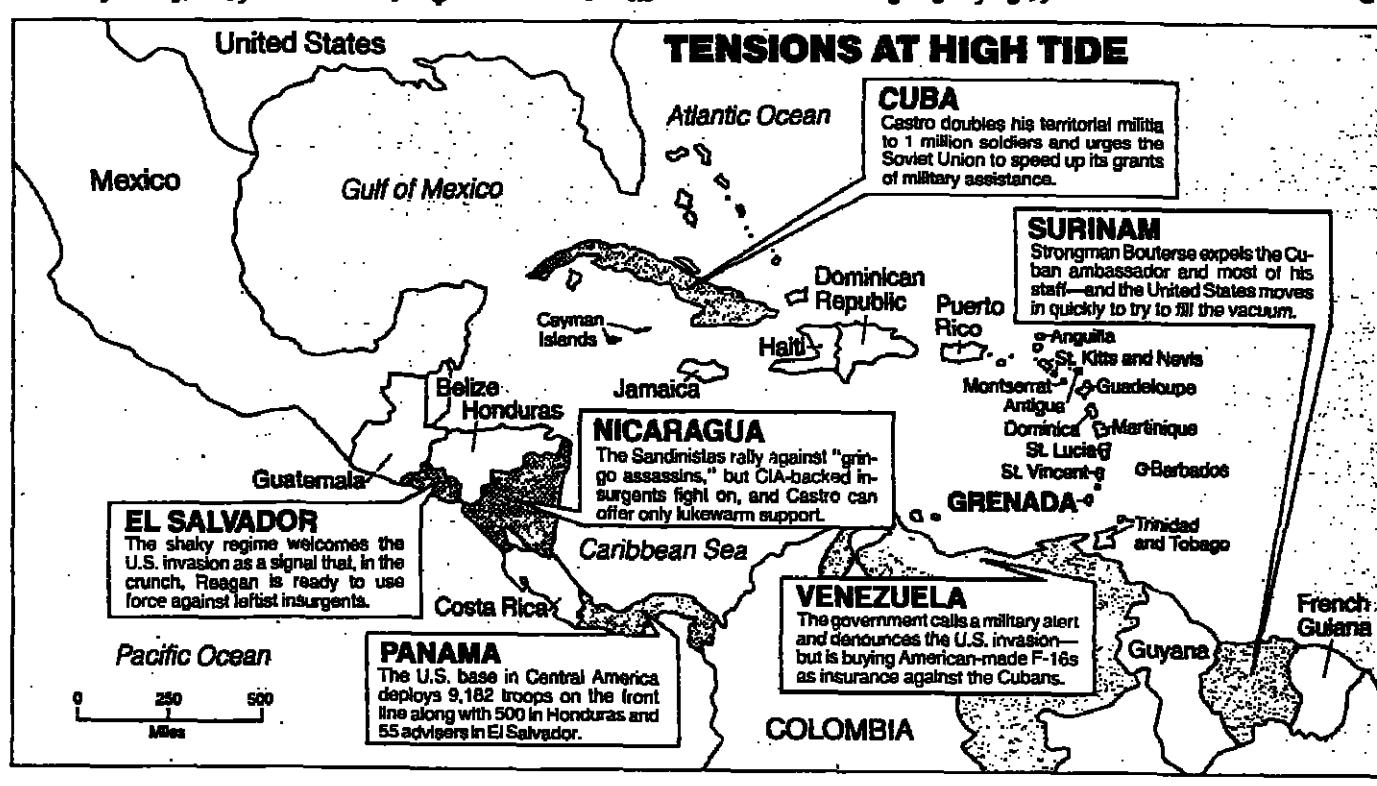 TENSIONS AT HIGH TIDE
United States
Atlantic Ocean
Mexico
Gulf of Mexico
CUBA
Castro doubles his territorial militia
to 1 million soldiers and urges the
Soviet Union to speed up its grants
of military assistance.
SURINAM
Strongman Bouterse expels the Cu-
ban ambassador and most of his
staff—and the United States moves
in quickly to try to fill the vacuum.
Dominican
Republic
Puerto
Rico
Cayman
Islands
Haiti
Jamaica
Anguilla
St. Kitts and Nevis
Montserrat
Guadeloupe
Antigua
Dominica
Martinique
St. Lucia
St. Vincent
Barbados
GRENADA
Trinidad
and Tobago
Belize
Honduras
Guatemala
NICARAGUA
The Sandinistas rally against "grin-
go assassins," but CIA-backed in-
surgents fight on, and Castro can
offer only lukewarm support.
EL SALVADOR
The shaky regime welcomes the
U.S. invasion as a signal that, in the
crunch, Reagan is ready to use
force against leftist insurgents.
Caribbean Sea
Costa Rica
VENEZUELA
The government calls a military alert
and denounces the U.S. invasion—
but is buying American-made F-16s
as insurance against the Cubans.
Guyana
French
Guiana
Pacific Ocean
PANAMA
The U.S. base in Central America
deploys 9,182 troops on the front
line along with 500 in Honduras and
55 advisers in El Salvador.
COLOMBIA
0 250 500
Miles